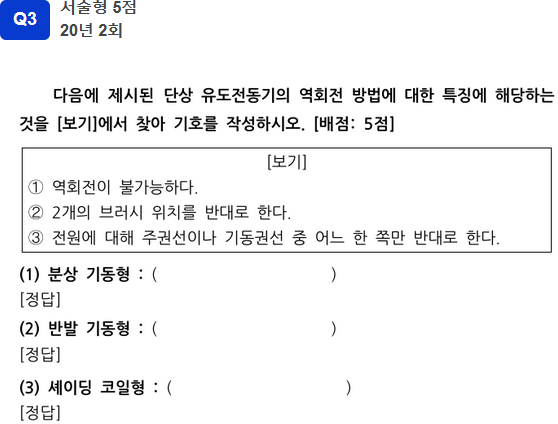 Q3
서술형 5점
20년 2회
다음에 제시된 단상 유도전동기의 역회전 방법에 대한 특징에 해당하는
것을 [보기]에서 찾아 기호를 작성하시오. [배점: 5점]
[보기]
① 역회전이 불가능하다.
② 2개의 브러시 위치를 반대로 한다.
③ 전원에 대해 주권선이나 기동권선 중 어느 한 쪽만 반대로 한다.
(1) 분상 기동형 : ( )
[정답]
(2) 반발 기동형 : ( )
[정답]
(3) 셰이딩 코일형 : ( )
[정답]